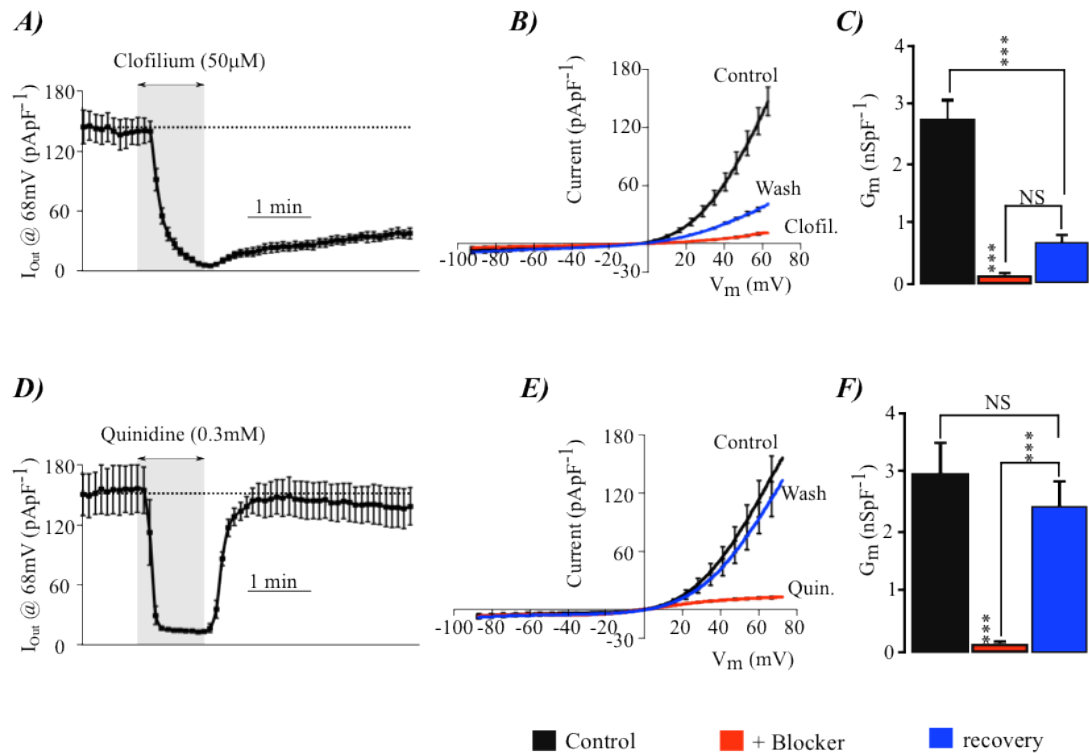 A)
Clofilium (50µM)
I_Out @ 68mV (pApF⁻¹)
180
120
60
0
1 min
B)
Current (pApF⁻¹)
180
120
60
-30
-100 -80 -60 -40 -20
20 40 60 80
V_m (mV)
Control
Wash
Clofil.
C)
G_m (nSpF⁻¹)
4
3
2
1
0
***
NS
***
D)
Quinidine (0.3mM)
I_Out @ 68mV (pApF⁻¹)
180
120
60
0
1 min
E)
Current (pApF⁻¹)
180
120
60
-30
-100 -80 -60 -40 -20
20 40 60 80
V_m (mV)
Control
Wash
Quin.
F)
G_m (nSpF⁻¹)
4
3
2
1
0
NS
***
***
Control
+ Blocker
recovery